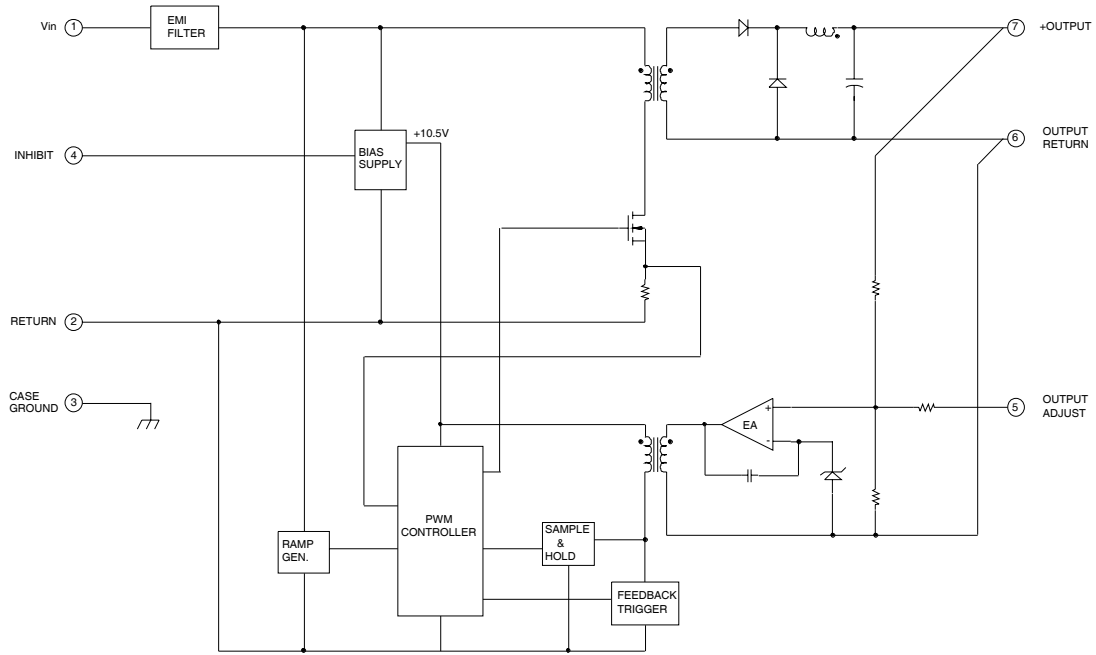 Vin 1
EMI
FILTER
7 +OUTPUT
+10.5V
INHIBIT 4
BIAS
SUPPLY
6 OUTPUT
RETURN
RETURN 2
CASE
GROUND 3
+
EA
-
5 OUTPUT
ADJUST
PWM
CONTROLLER
RAMP
GEN.
SAMPLE
&
HOLD
FEEDBACK
TRIGGER